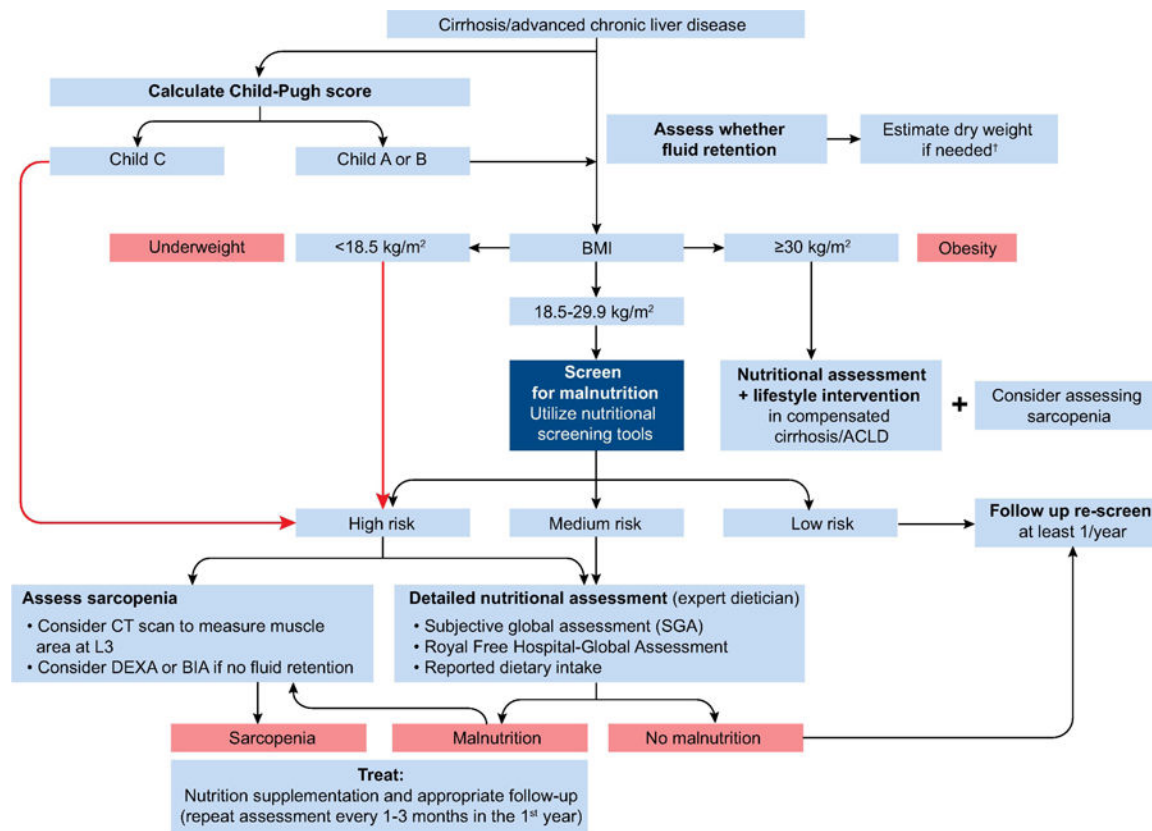 Cirrhosis/advanced chronic liver disease
Calculate Child-Pugh score
Child C
Child A or B
Assess whether
fluid retention
Estimate dry weight
if needed†
Underweight
<18.5 kg/m²
BMI
≥30 kg/m²
Obesity
18.5-29.9 kg/m²
Screen
for malnutrition
Utilize nutritional
screening tools
Nutritional assessment
+ lifestyle intervention
in compensated
cirrhosis/ACLD
+
Consider assessing
sarcopenia
High risk
Medium risk
Low risk
Follow up re-screen
at least 1/year
Assess sarcopenia
• Consider CT scan to measure muscle
area at L3
• Consider DEXA or BIA if no fluid retention
Detailed nutritional assessment (expert dietician)
• Subjective global assessment (SGA)
• Royal Free Hospital-Global Assessment
• Reported dietary intake
Sarcopenia
Malnutrition
No malnutrition
Treat:
Nutrition supplementation and appropriate follow-up
(repeat assessment every 1-3 months in the 1st year)